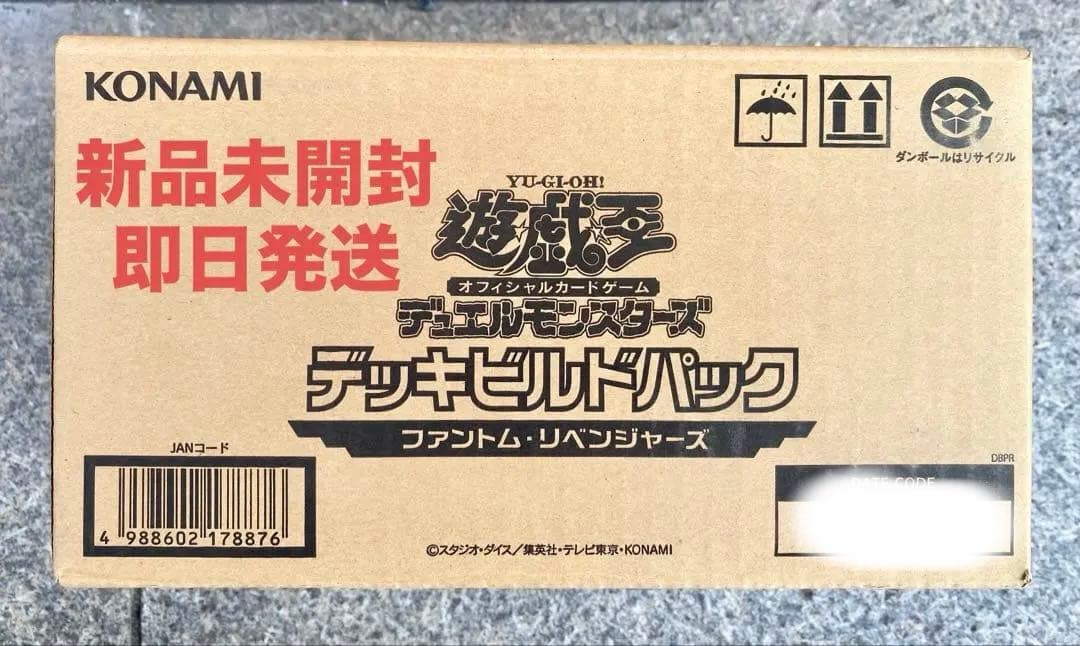 KONAMI
ダンボールはリサイクル
新品未開封
即日発送
YU-GI-OH!
遊戯王
オフィシャルカードゲーム
デュエルモンスターズ
デッキビルドパック
ファントム・リベンジャーズ
JANコード
4 988602 178876
DBPR
DATE CODE
©スタジオ・ダイス/集英社・テレビ東京・KONAMI